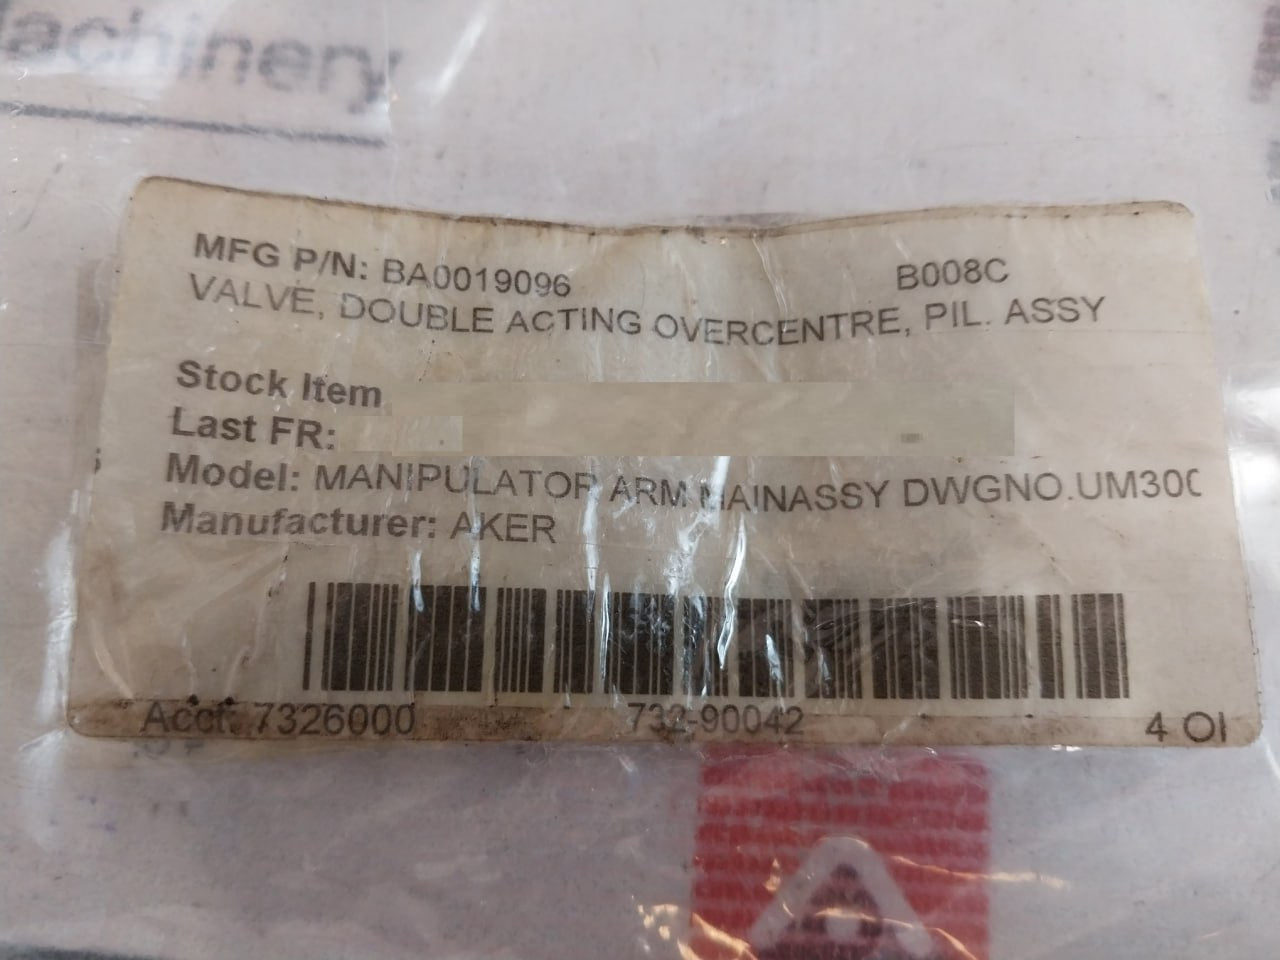 achinery
MFG P/N: BA0019096 B008C
VALVE, DOUBLE ACTING OVERCENTRE, PIL. ASSY
Stock Item
Last FR:
Model: MANIPULATOR ARM MAINASSY DWGNO.UM300
Manufacturer: AKER
Acct: 7326000 732-90042 4 OI